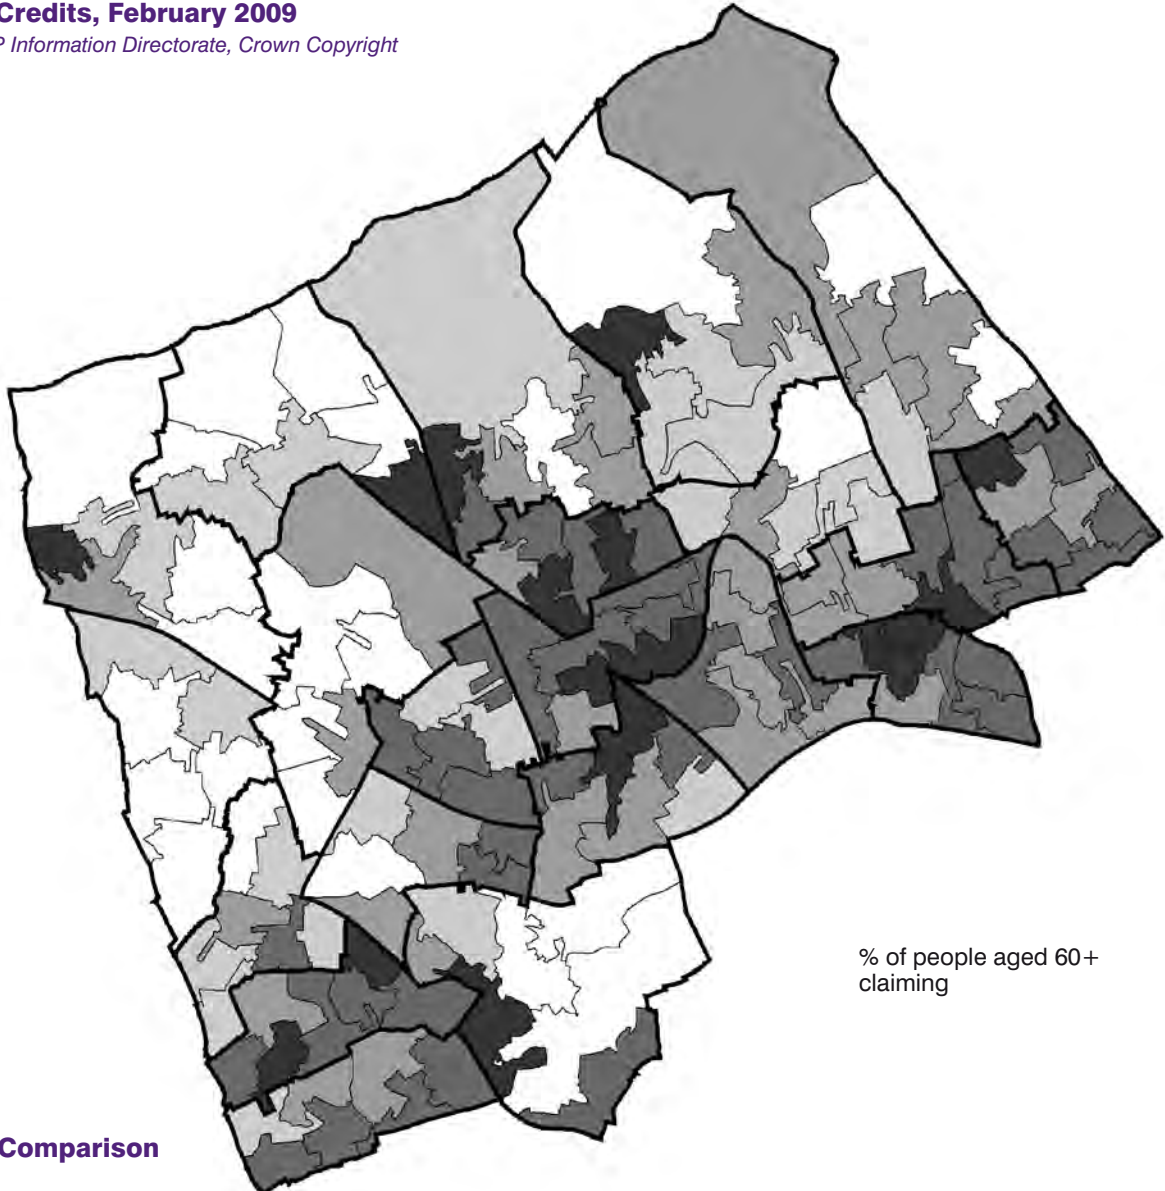 Credits, February 2009
P Information Directorate, Crown Copyright
% of people aged 60+
claiming
Comparison